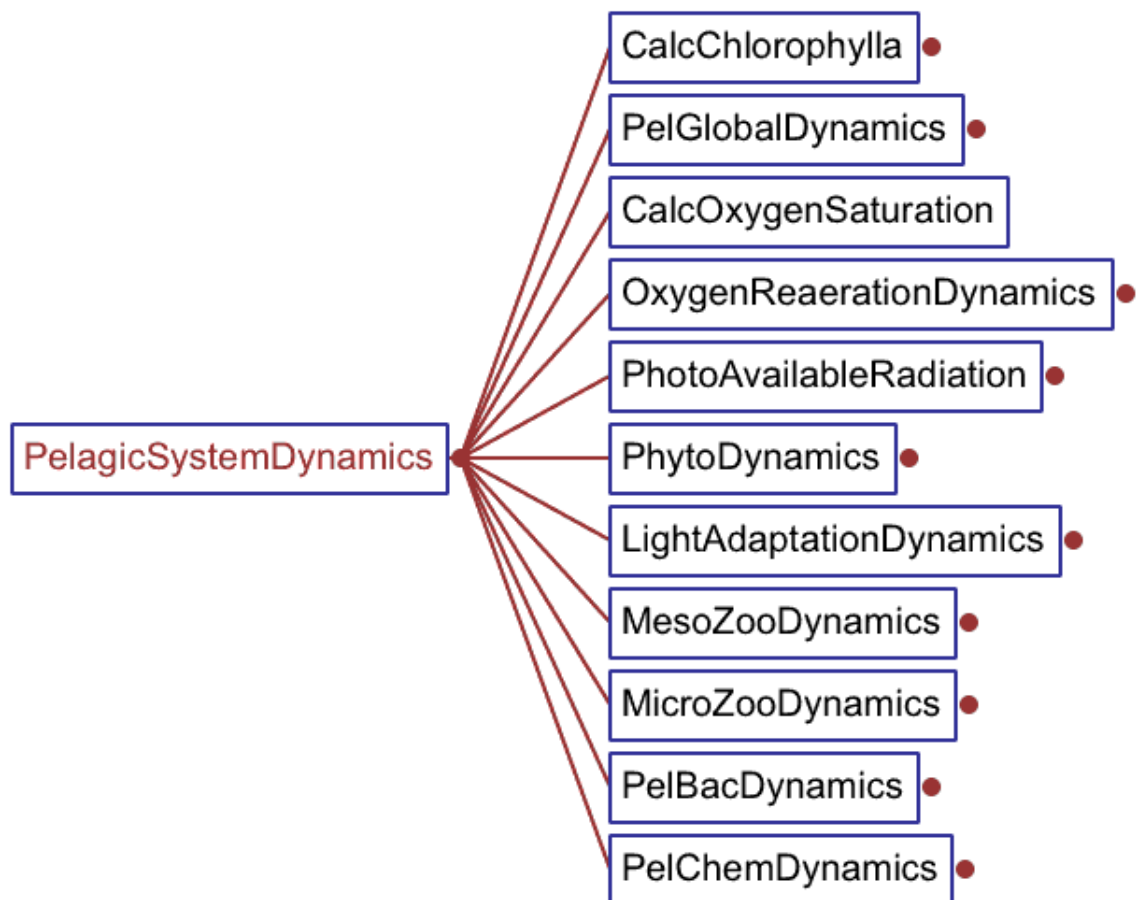 CalcChlorophylla
PelGlobalDynamics
CalcOxygenSaturation
OxygenReaerationDynamics
PhotoAvailableRadiation
PelagicSystemDynamics
PhytoDynamics
LightAdaptationDynamics
MesoZooDynamics
MicroZooDynamics
PelBacDynamics
PelChemDynamics